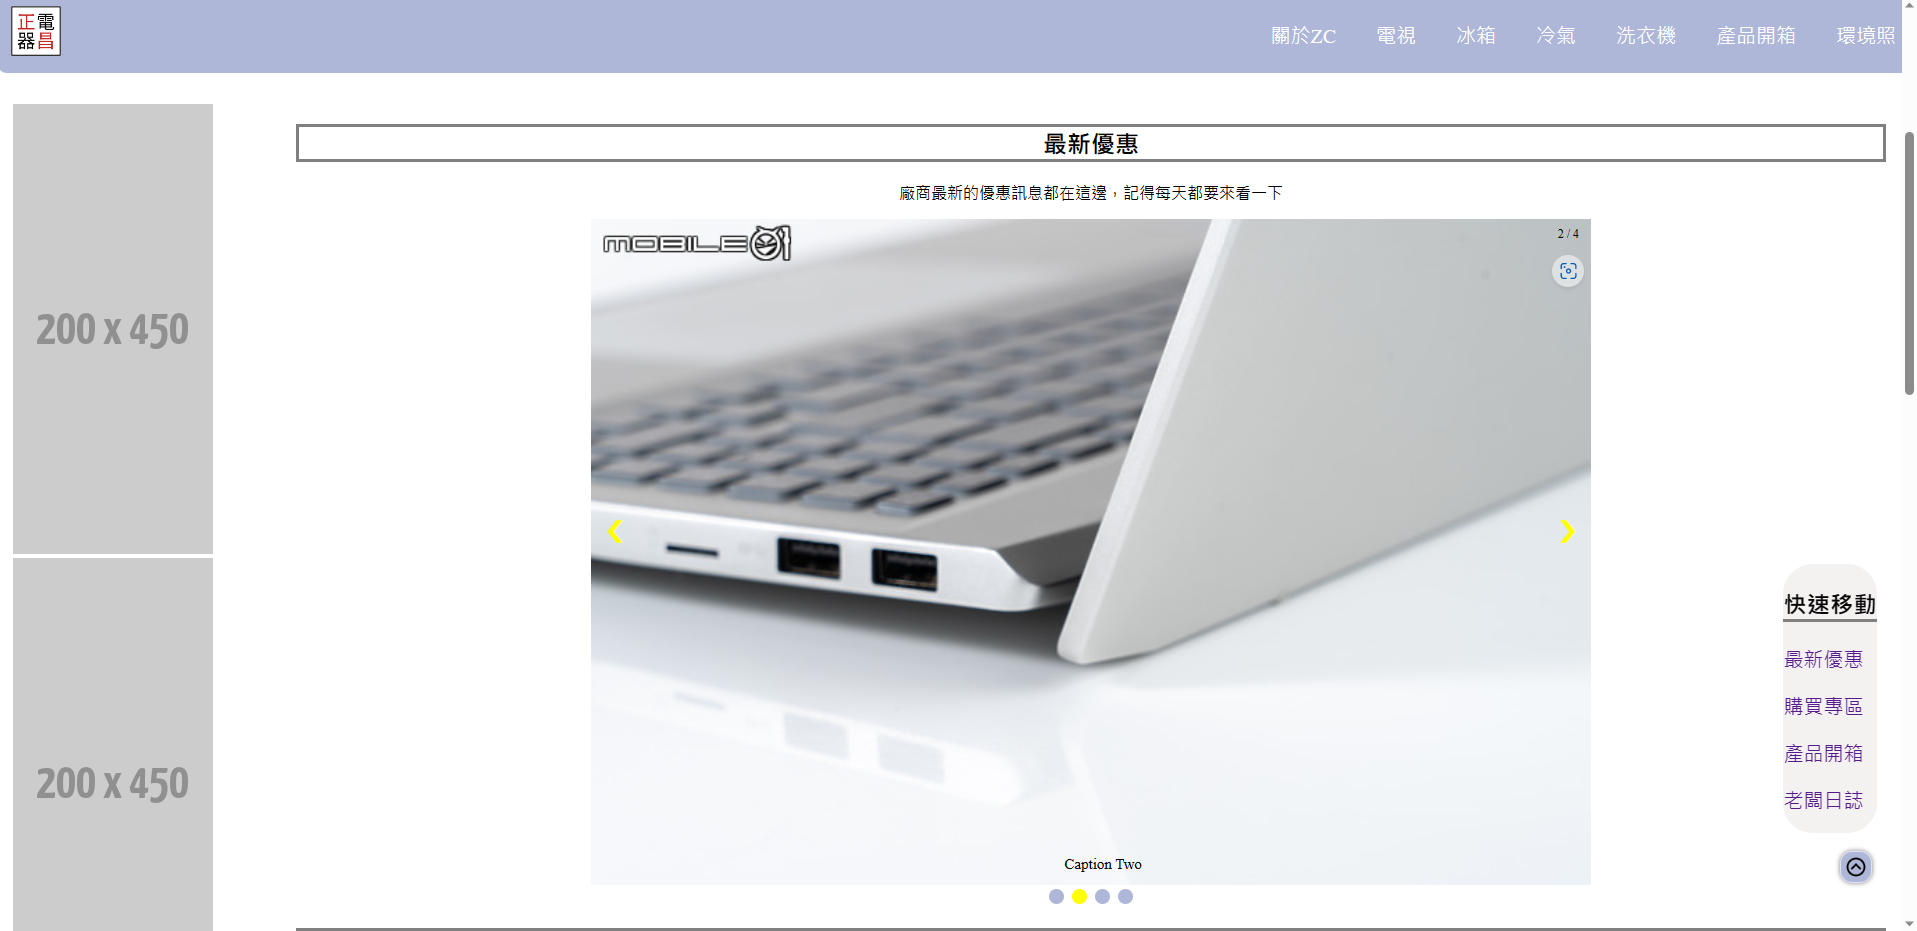 正電
器昌
關於ZC 電視 冰箱 冷氣 洗衣機 產品開箱 環境照
200 x 450
200 x 450
最新優惠
廠商最新的優惠訊息都在這邊，記得每天都要來看一下
MOBILE01
2 / 4
❮ ❯
Caption Two
快速移動
最新優惠
購買專區
產品開箱
老闆日誌